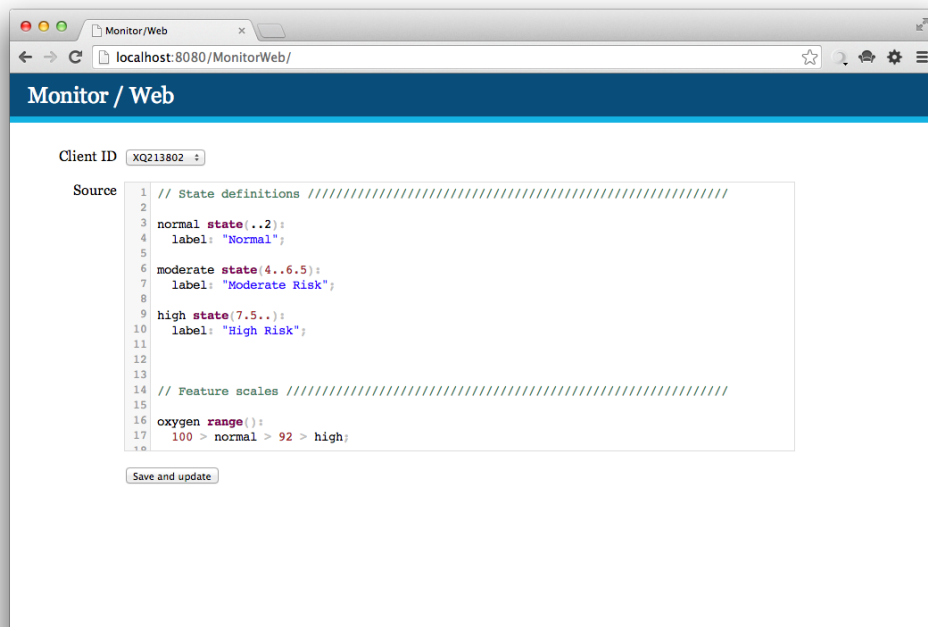 Monitor/Web
localhost:8080/MonitorWeb/
Monitor / Web
Client ID XQ213802
Source
1 // State definitions ///////////////////////////////////////////////////////////
2
3 normal state(..2):
4 label: "Normal";
5
6 moderate state(4..6.5):
7 label: "Moderate Risk";
8
9 high state(7.5..):
10 label: "High Risk";
11
12
13
14 // Feature scales //////////////////////////////////////////////////////////////
15
16 oxygen range():
17 100 > normal > 92 > high;
18
Save and update